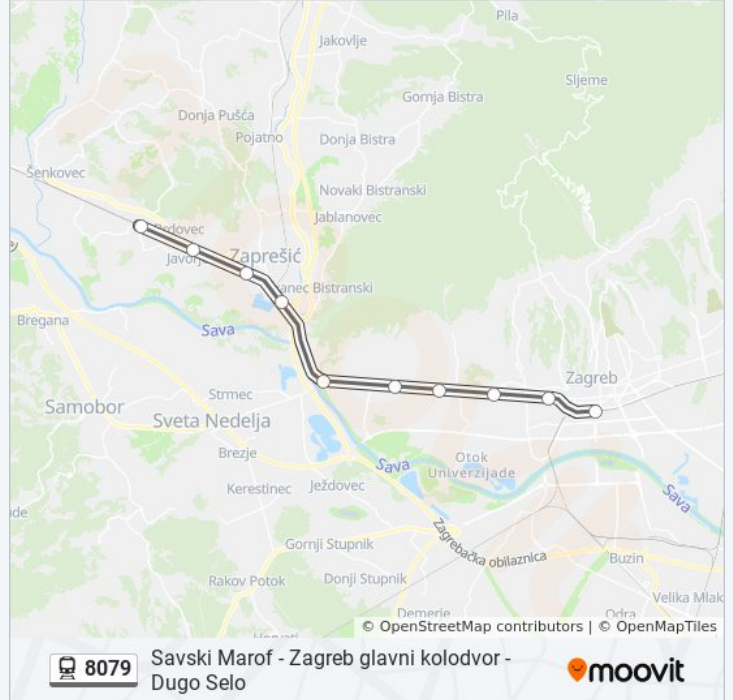 Pila
Jakovlje
Sljeme
Gornja Bistra
Donja Pušća
Pojatno
Donja Bistra
Šenkovec
Novaki Bistranski
Jablanovec
Brdovec
Zaprešić
Bistranski
Bregana
Sava
Zagreb
Strmec
Samobor
Sveta Nedelja
Brezje
Otok
Univerzijade
Sava
Kerestinec
Ježdovec
Sava
Zagrebačka obilaznica
Gornji Stupnik
Buzin
Rakov Potok
Donji Stupnik
Velika Mlak
Demerje
Odra
© OpenStreetMap contributors | © OpenMapTiles
8079
Savski Marof - Zagreb glavni kolodvor -
Dugo Selo
moovit